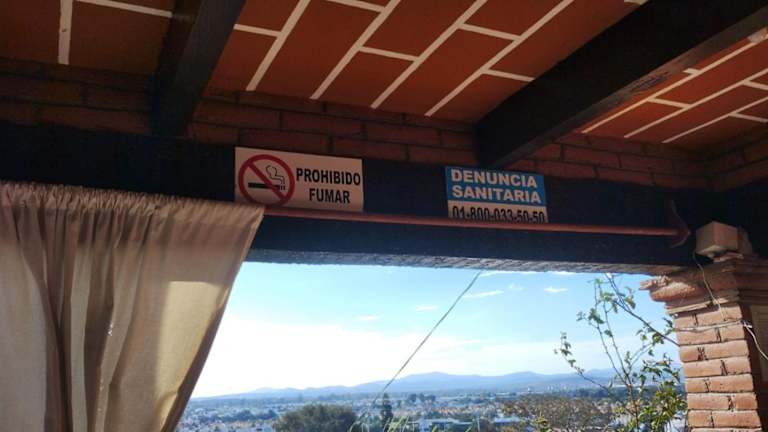 PROHIBIDO
FUMAR
DENUNCIA
SANITARIA
01-800-033-50-50